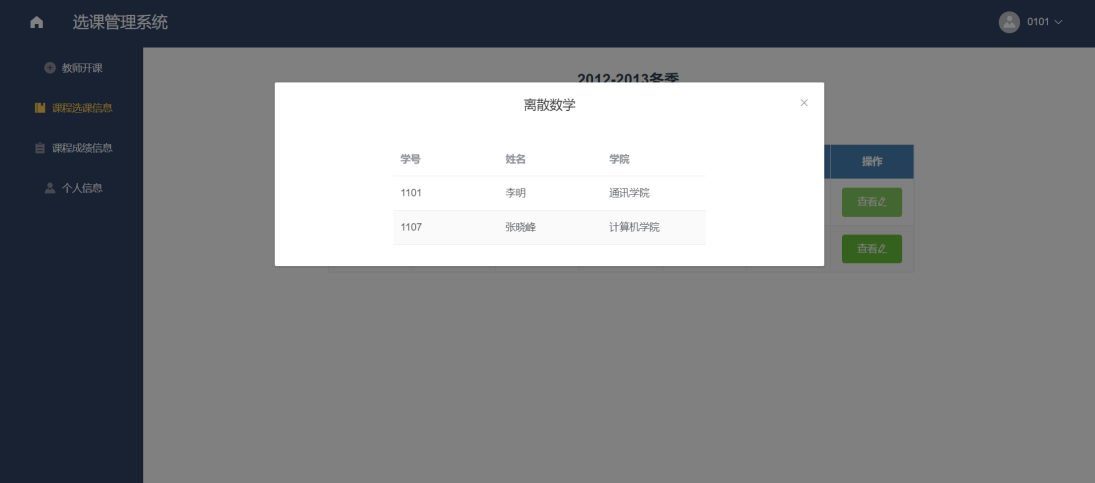 选课管理系统
0101
教师开课
课程选课信息
课程成绩信息
个人信息
2012-2013冬季
离散数学
学号 姓名 学院
1101 李明 通讯学院
1107 张晓峰 计算机学院
操作
查看
查看